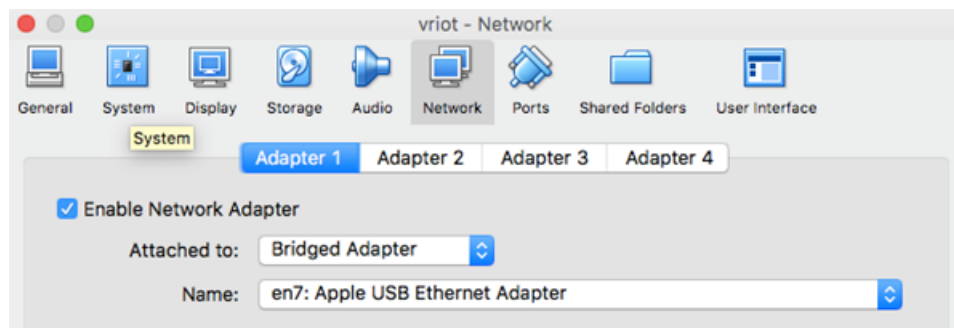 vriot - Network
General System Display Storage Audio Network Ports Shared Folders User Interface
System
Adapter 1 Adapter 2 Adapter 3 Adapter 4
Enable Network Adapter
Attached to: Bridged Adapter
Name: en7: Apple USB Ethernet Adapter